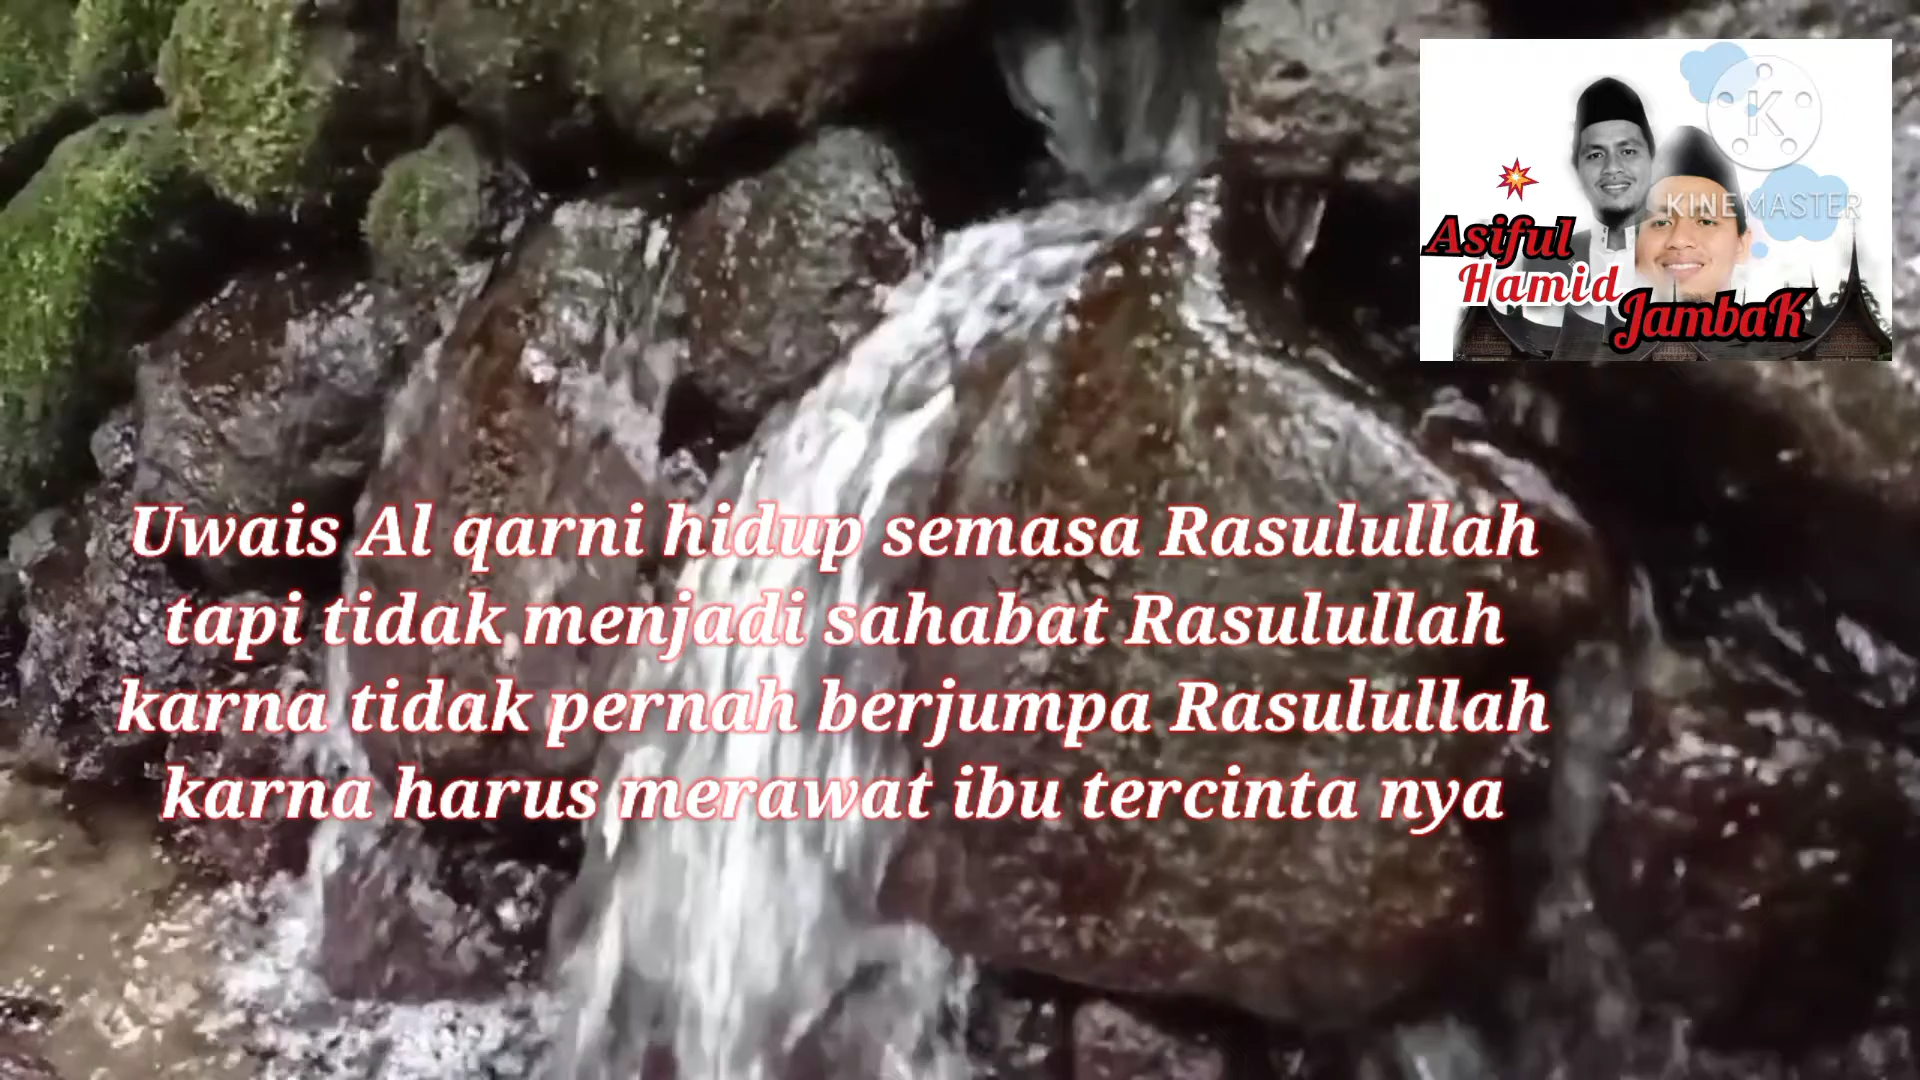 K
KINEMASTER
Asiful
Hamid
JambaK
Uwais Al qarni hidup semasa Rasulullah
tapi tidak menjadi sahabat Rasulullah
karna tidak pernah berjumpa Rasulullah
karna harus merawat ibu tercinta nya